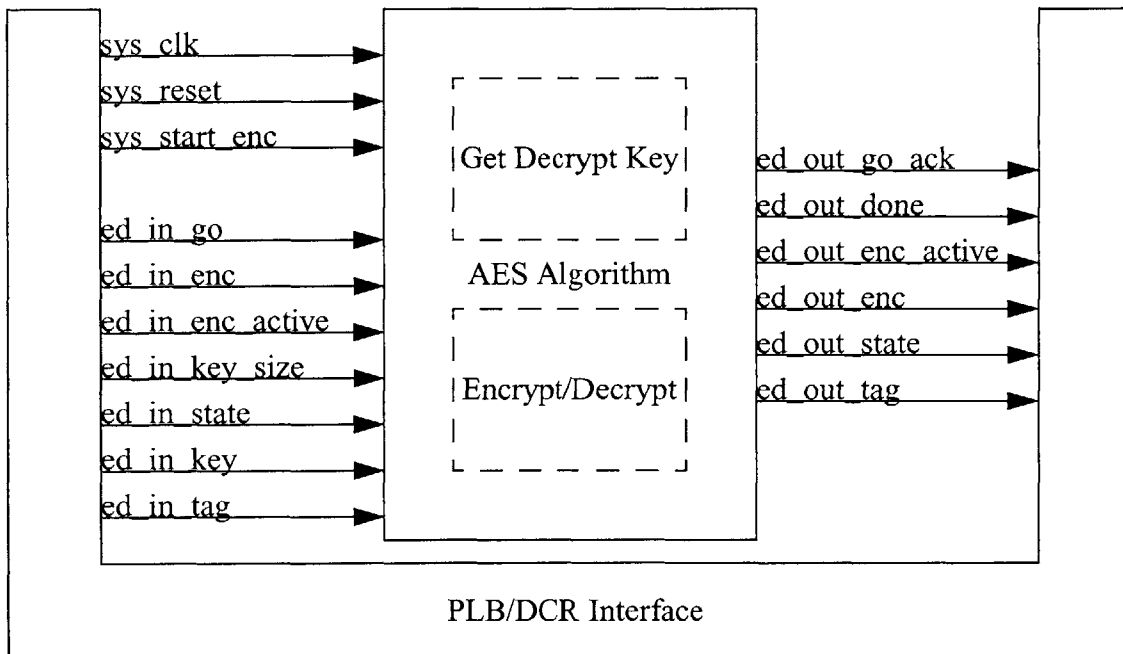 sys_clk
sys_reset
sys_start_enc
ed_in_go
ed_in_enc
ed_in_enc_active
ed_in_key_size
ed_in_state
ed_in_key
ed_in_tag
Get Decrypt Key
AES Algorithm
Encrypt/Decrypt
ed_out_go_ack
ed_out_done
ed_out_enc_active
ed_out_enc
ed_out_state
ed_out_tag
PLB/DCR Interface